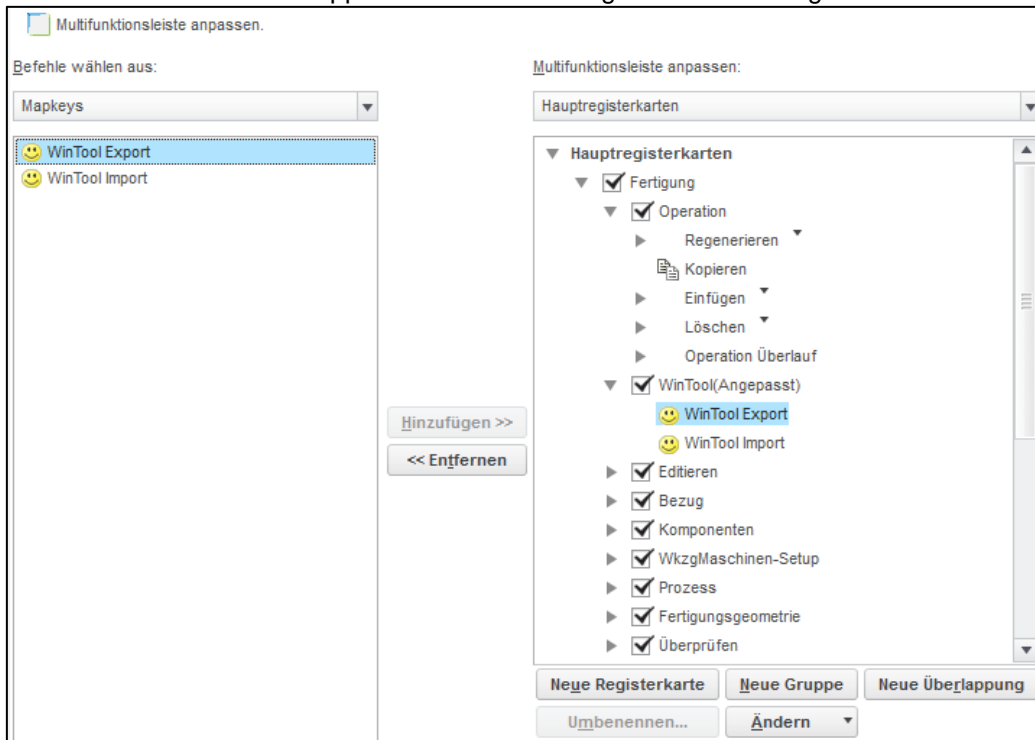 Multifunktionsleiste anpassen.
Befehle wählen aus:
Mapkeys
WinTool Export
WinTool Import
Hinzufügen >>
<< Entfernen
Multifunktionsleiste anpassen:
Hauptregisterkarten
Hauptregisterkarten
Fertigung
Operation
Regenerieren
Kopieren
Einfügen
Löschen
Operation Überlauf
WinTool(Angepasst)
WinTool Export
WinTool Import
Editieren
Bezug
Komponenten
WkzgMaschinen-Setup
Prozess
Fertigungsgeometrie
Überprüfen
Neue Registerkarte Neue Gruppe Neue Überlappung
Umbenennen... Ändern